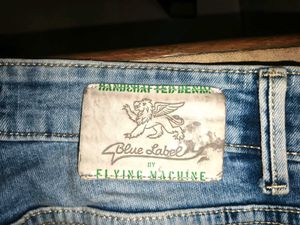 HANDCRAFTED DENIM
Blue Label
BY
FLYING MACHINE